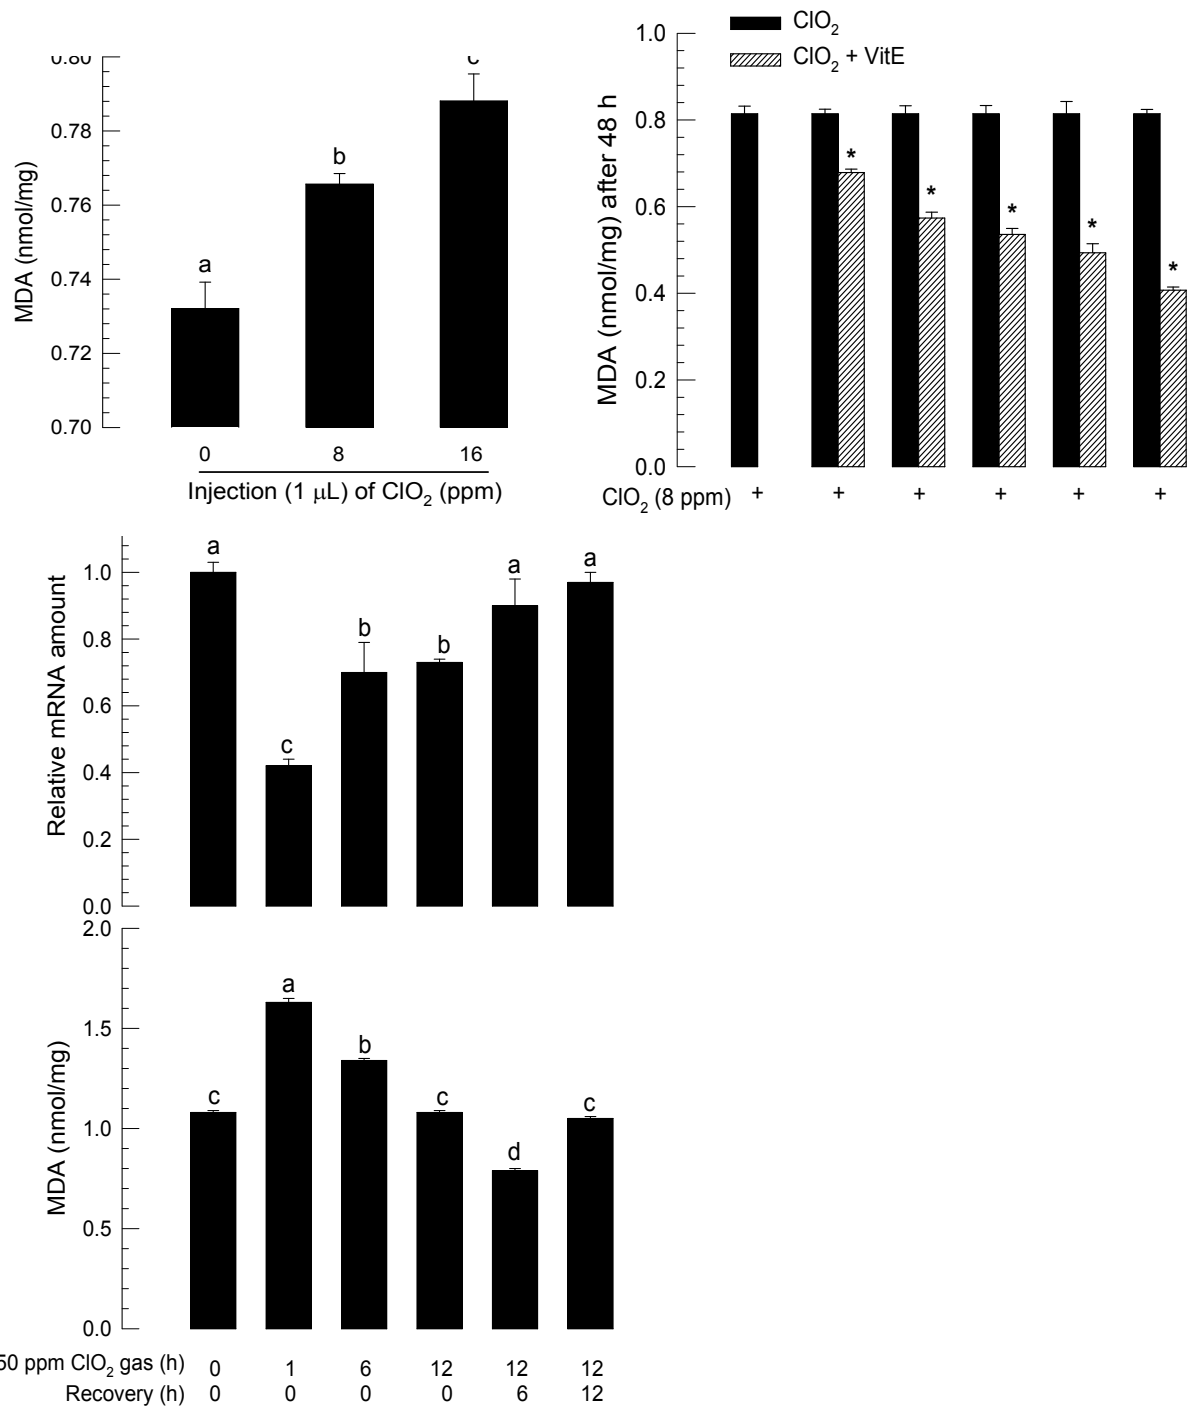 0.80
0.78
0.76
0.74
0.72
0.70
MDA (nmol/mg)
a
b
c
0 8 16
Injection (1 μL) of ClO₂ (ppm)
ClO₂
ClO₂ + VitE
1.0
0.8
0.6
0.4
0.2
0.0
MDA (nmol/mg) after 48 h
* * * * *
ClO₂ (8 ppm) + + + + + +
1.0
0.8
0.6
0.4
0.2
0.0
Relative mRNA amount
a c b b a a
2.0
1.5
1.0
0.5
0.0
MDA (nmol/mg)
c a b c d c
50 ppm ClO₂ gas (h) 0 1 6 12 12 12
Recovery (h) 0 0 0 0 6 12